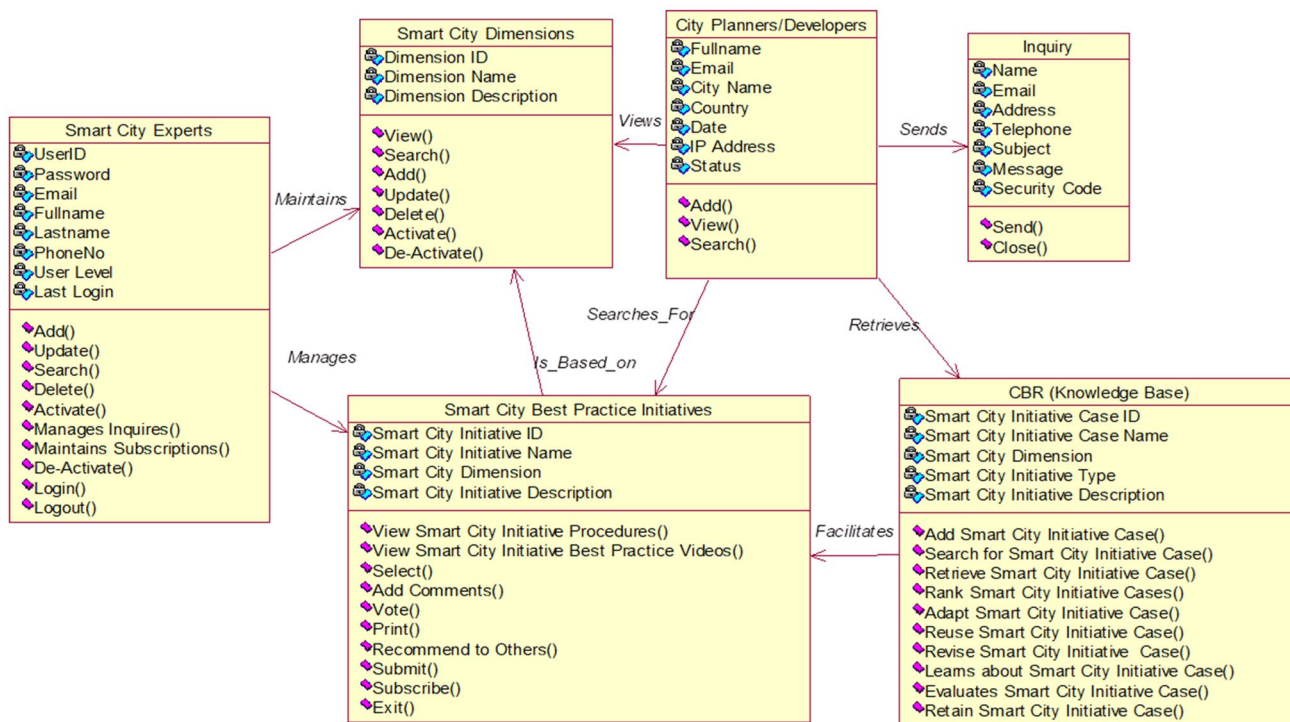 Smart City Experts
UserID
Password
Email
Fullname
Lastname
PhoneNo
User Level
Last Login
Add()
Update()
Search()
Delete()
Activate()
Manages Inquires()
Maintains Subscriptions()
De-Activate()
Login()
Logout()
Maintains
Manages
Smart City Dimensions
Dimension ID
Dimension Name
Dimension Description
View()
Search()
Add()
Update()
Delete()
Activate()
De-Activate()
Views
City Planners/Developers
Fullname
Email
City Name
Country
Date
IP Address
Status
Add()
View()
Search()
Sends
Inquiry
Name
Email
Address
Telephone
Subject
Message
Security Code
Send()
Close()
Searches_For
Retrieves
Is_Based_on
Smart City Best Practice Initiatives
Smart City Initiative ID
Smart City Initiative Name
Smart City Dimension
Smart City Initiative Description
View Smart City Initiative Procedures()
View Smart City Initiative Best Practice Videos()
Select()
Add Comments()
Vote()
Print()
Recommend to Others()
Submit()
Subscribe()
Exit()
Facilitates
CBR (Knowledge Base)
Smart City Initiative Case ID
Smart City Initiative Case Name
Smart City Dimension
Smart City Initiative Type
Smart City Initiative Description
Add Smart City Initiative Case()
Search for Smart City Initiative Case()
Retrieve Smart City Initiative Case()
Rank Smart City Initiative Cases()
Adapt Smart City Initiative Case()
Reuse Smart City Initiative Case()
Revise Smart City Initiative Case()
Learns about Smart City Initiative Case()
Evaluates Smart City Initiative Case()
Retain Smart City Initiative Case()